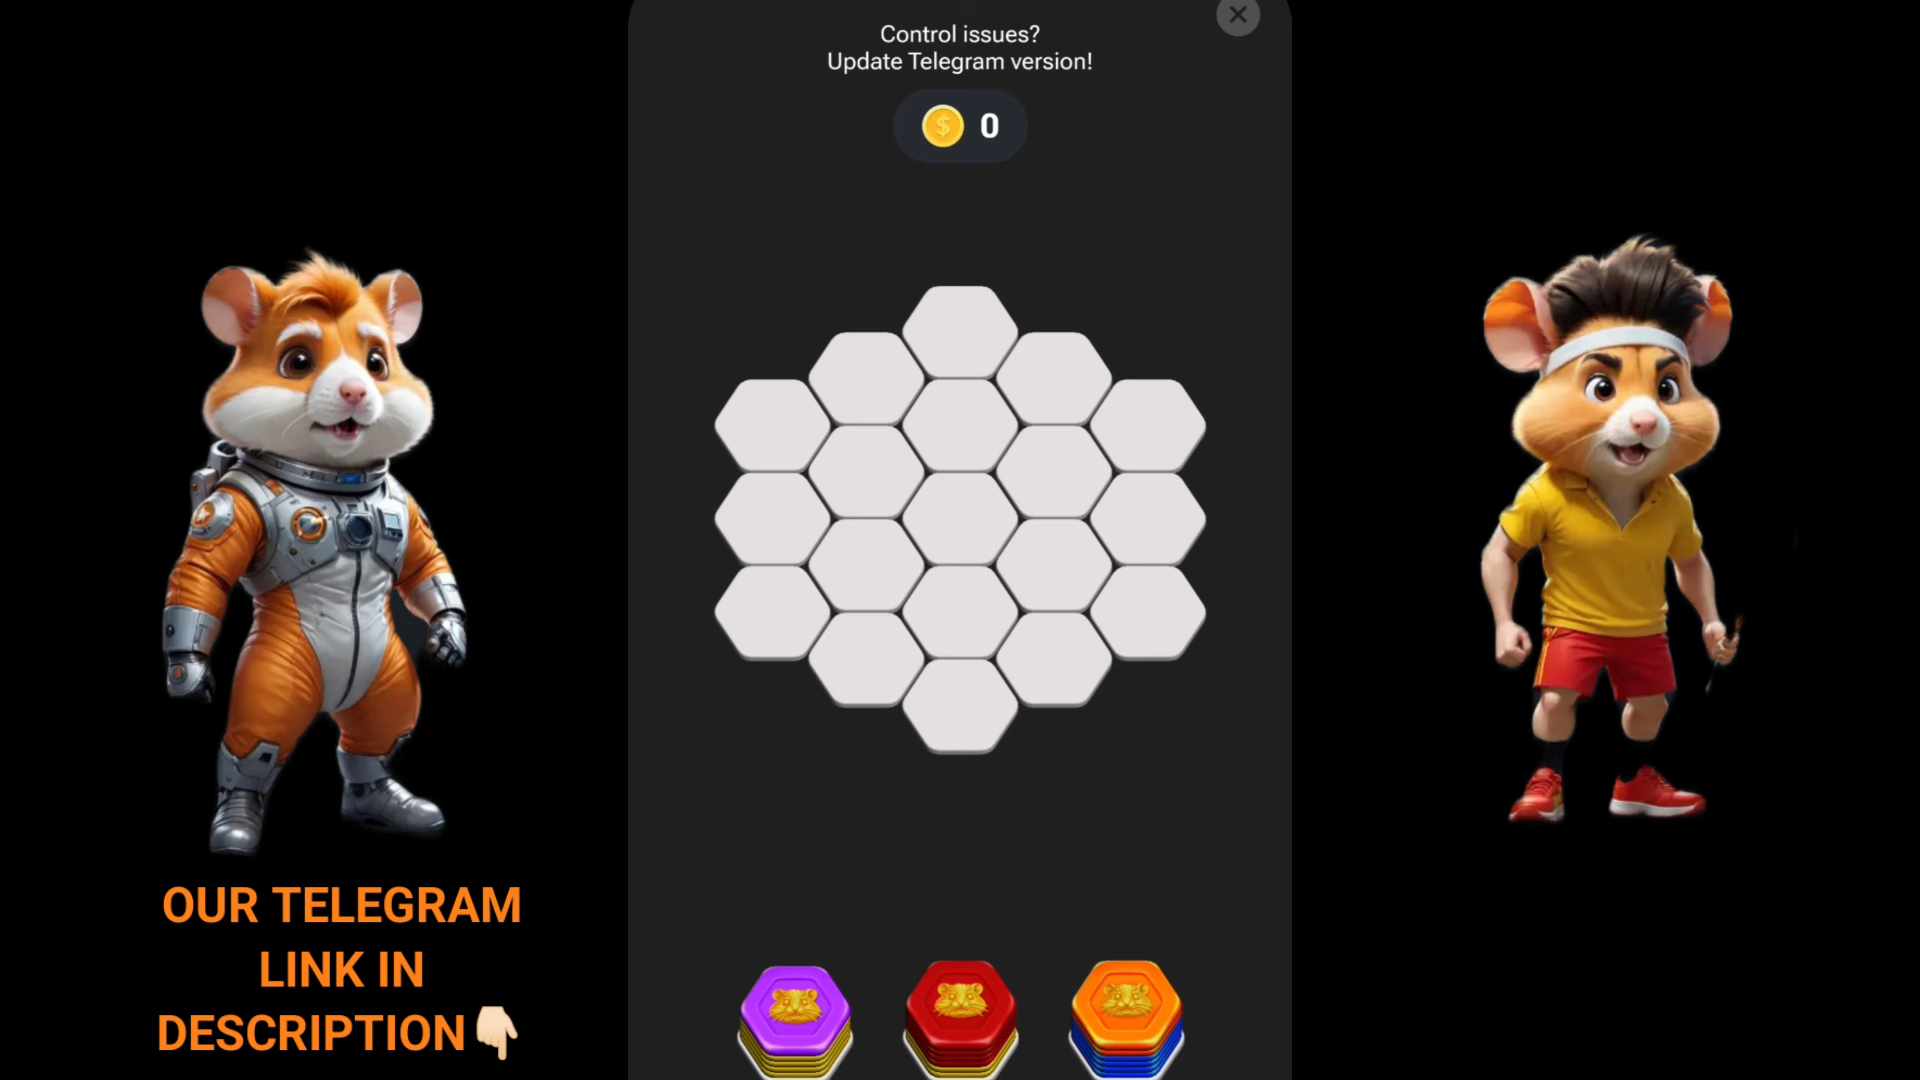 Control issues?
Update Telegram version!
$ 0
OUR TELEGRAM
LINK IN
DESCRIPTION👇🏻